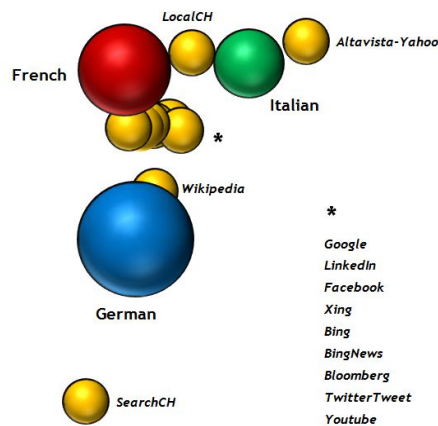 LocalCH
Altavista-Yahoo
French
Italian
*
Wikipedia
*
Google
LinkedIn
Facebook
Xing
Bing
BingNews
Bloomberg
TwitterTweet
Youtube
German
SearchCH